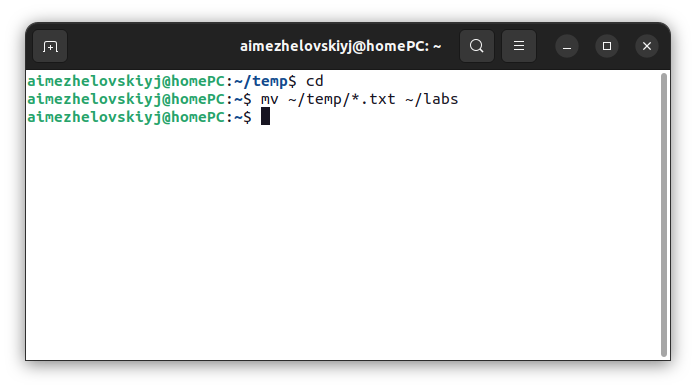 aimezhelovskiyj@homePC: ~
aimezhelovskiyj@homePC:~/temp$ cd
aimezhelovskiyj@homePC:~$ mv ~/temp/*.txt ~/labs
aimezhelovskiyj@homePC:~$